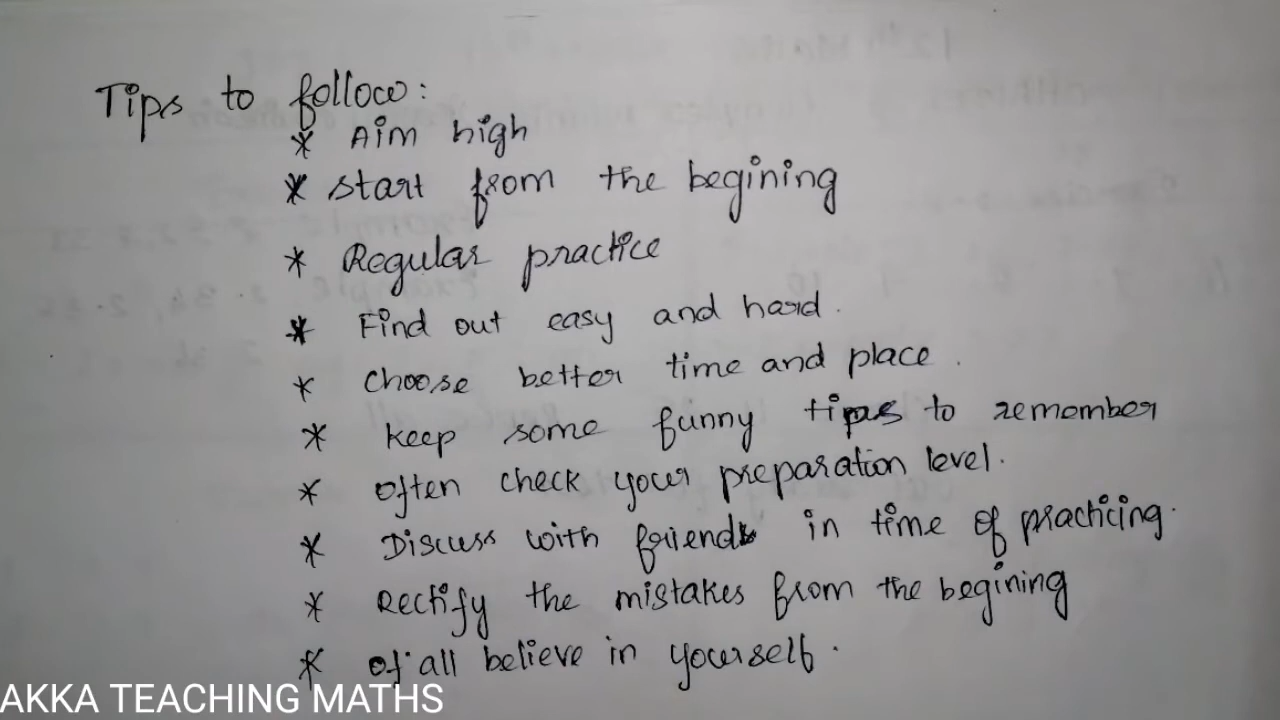 Tips to follow:
* Aim high
* start from the begining
* Regular practice
* Find out easy and hard.
* choose better time and place.
* keep some funny tips to remember
* often check your preparation level.
* Discuss with friends in time of practicing.
* Rectify the mistakes from the begining
* of all believe in yourself.
AKKA TEACHING MATHS